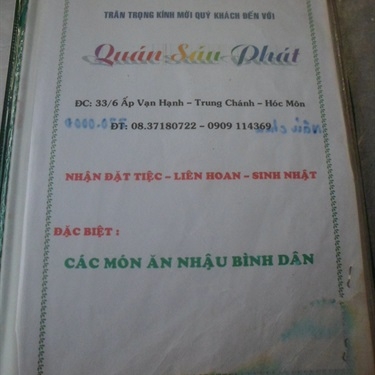 TRÂN TRỌNG KÍNH MỜI QUÝ KHÁCH ĐẾN VỚI
Quán Sáu Phát
ĐC: 33/6 Ấp Vạn Hạnh – Trung Chánh – Hóc Môn
ĐT: 08.37180722 – 0909 114369
NHẬN ĐẶT TIỆC – LIÊN HOAN – SINH NHẬT
ĐẶC BIỆT :
CÁC MÓN ĂN NHẬU BÌNH DÂN